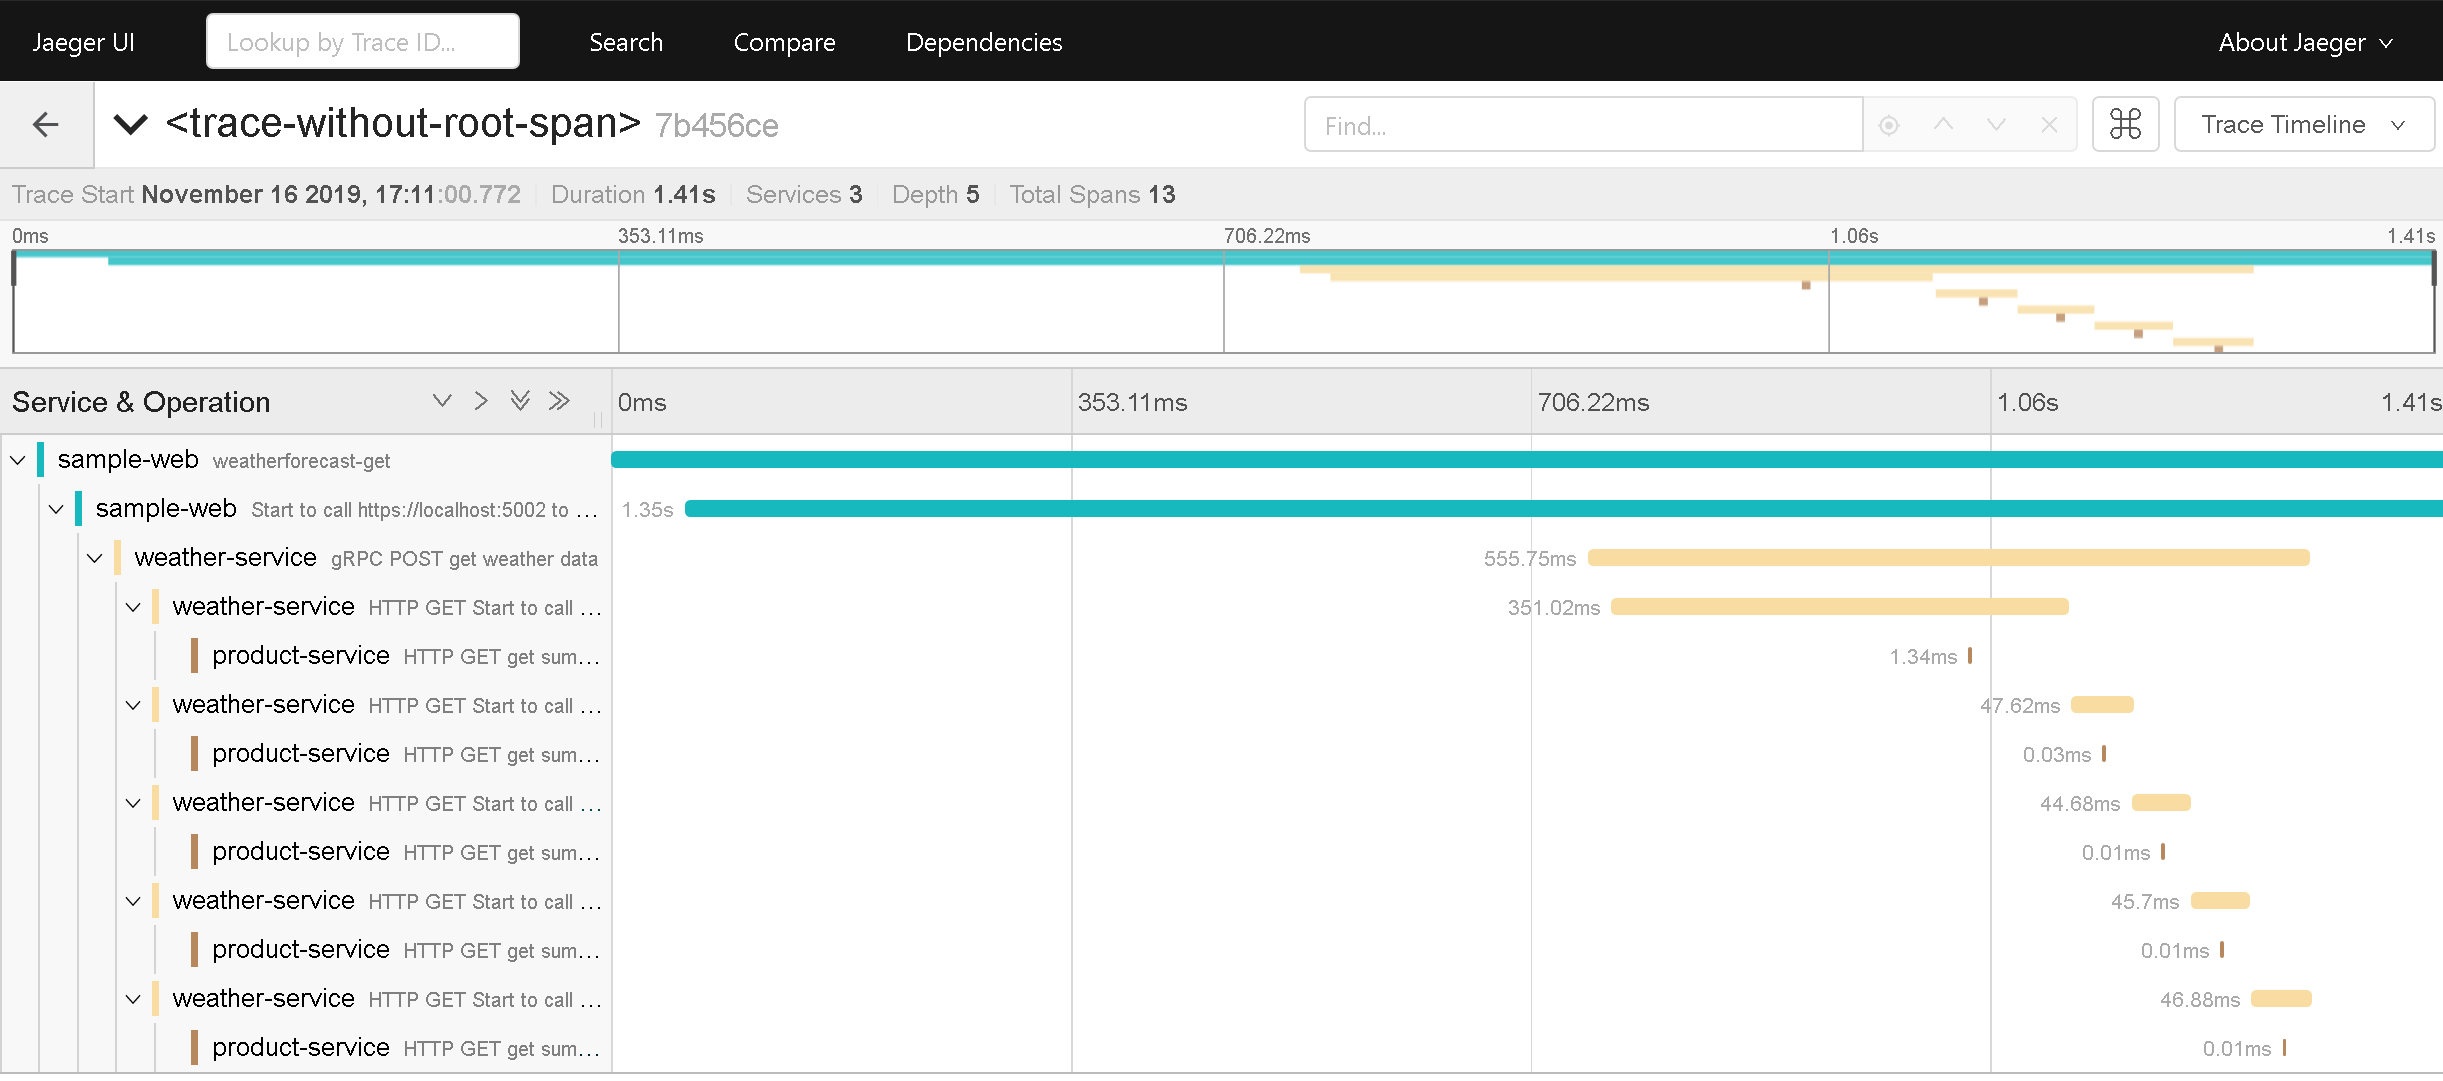 Jaeger UI Lookup by Trace ID... Search Compare Dependencies About Jaeger
<trace-without-root-span> 7b456ce Find... Trace Timeline
Trace Start November 16 2019, 17:11:00.772 Duration 1.41s Services 3 Depth 5 Total Spans 13
0ms 353.11ms 706.22ms 1.06s 1.41s
Service & Operation 0ms 353.11ms 706.22ms 1.06s 1.41s
sample-web weatherforecast-get
sample-web Start to call https://localhost:5002 to ... 1.35s
weather-service gRPC POST get weather data 555.75ms
weather-service HTTP GET Start to call ... 351.02ms
product-service HTTP GET get sum... 1.34ms
weather-service HTTP GET Start to call ... 47.62ms
product-service HTTP GET get sum... 0.03ms
weather-service HTTP GET Start to call ... 44.68ms
product-service HTTP GET get sum... 0.01ms
weather-service HTTP GET Start to call ... 45.7ms
product-service HTTP GET get sum... 0.01ms
weather-service HTTP GET Start to call ... 46.88ms
product-service HTTP GET get sum... 0.01ms